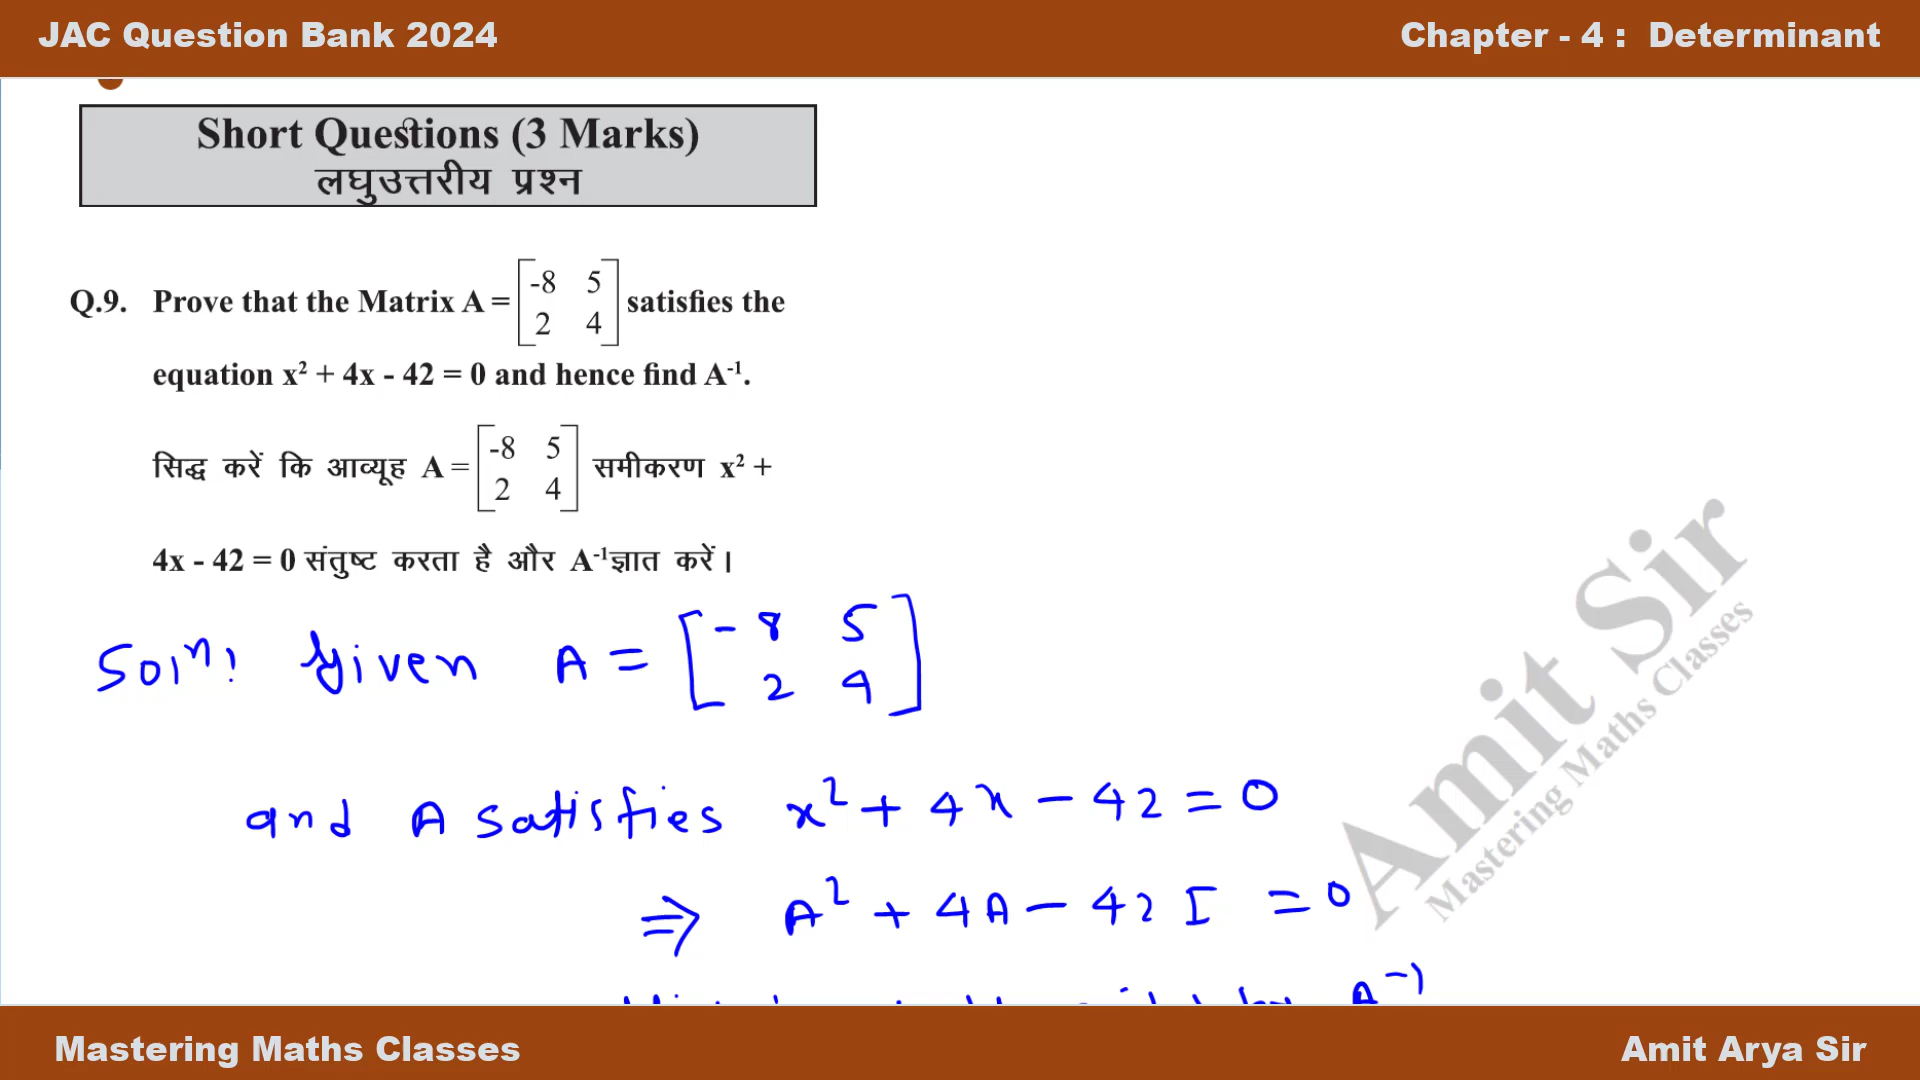 JAC Question Bank 2024
Chapter - 4 : Determinant
Short Questions (3 Marks)
लघुउत्तरीय प्रश्न
Q.9. Prove that the Matrix A = [-8 5; 2 4] satisfies the
equation x² + 4x - 42 = 0 and hence find A⁻¹.
सिद्ध करें कि आव्यूह A = [-8 5; 2 4] समीकरण x² +
4x - 42 = 0 संतुष्ट करता है और A⁻¹ ज्ञात करें।
Solⁿ: Given A = [-8 5; 2 4]
and A satisfies x² + 4x - 42 = 0
⇒ A² + 4A - 42 I = 0
by A⁻¹
Amit Sir
Mastering Maths Classes
Mastering Maths Classes
Amit Arya Sir